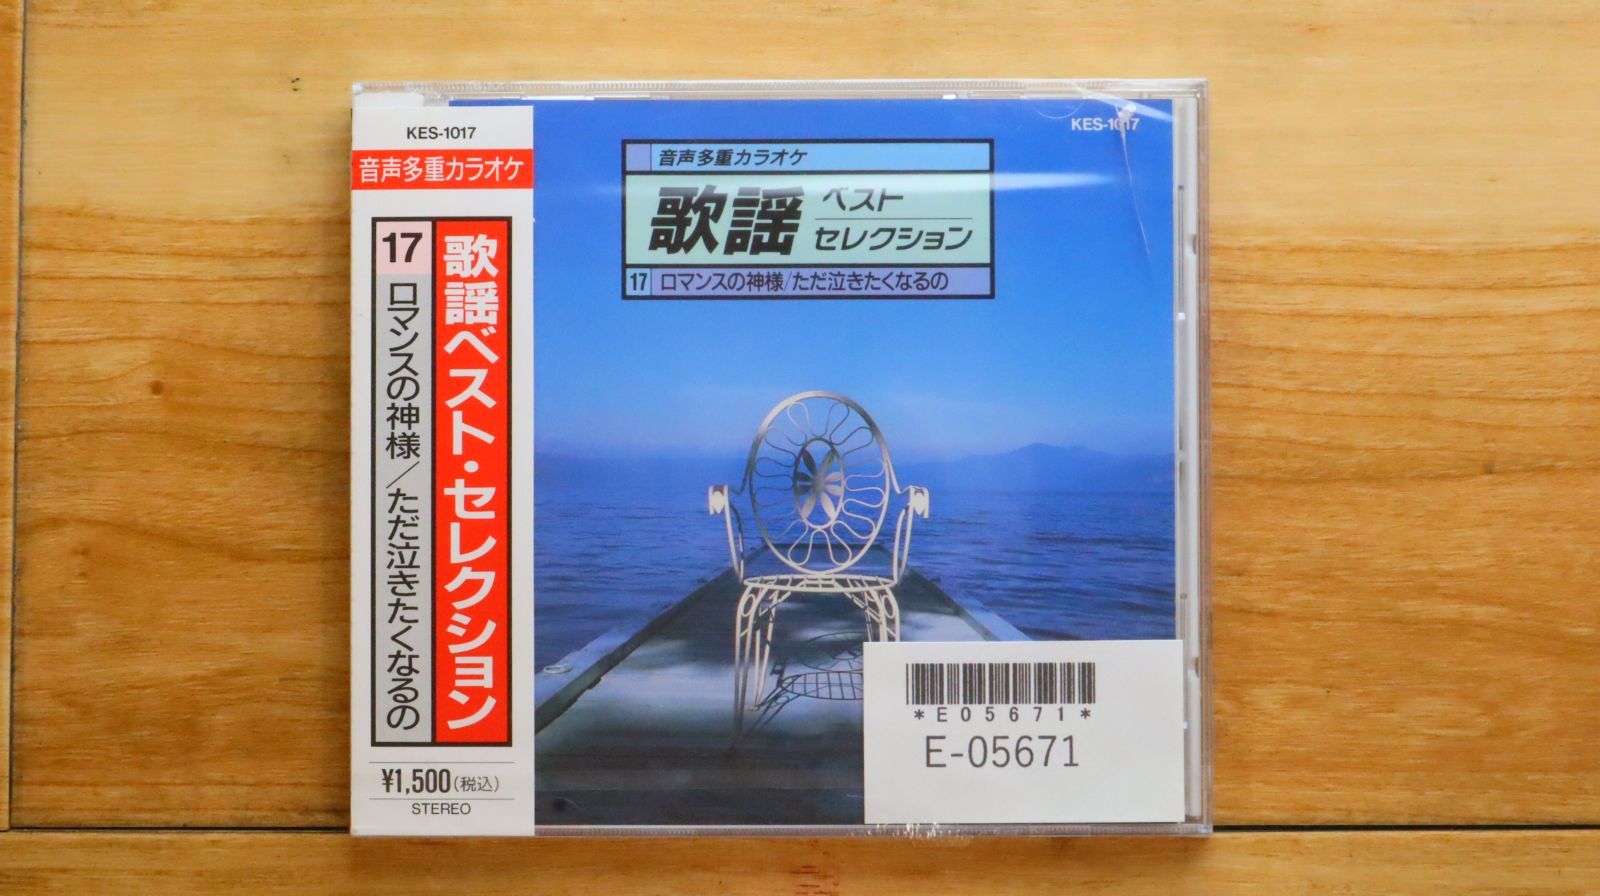 KES-1017
音声多重カラオケ
歌謡ベスト・セレクション
17 ロマンスの神様/ただ泣きたくなるの
¥1,500(税込)
STEREO
KES-1017
音声多重カラオケ
歌謡 ベスト
セレクション
17 ロマンスの神様/ただ泣きたくなるの
*E05671*
E-05671